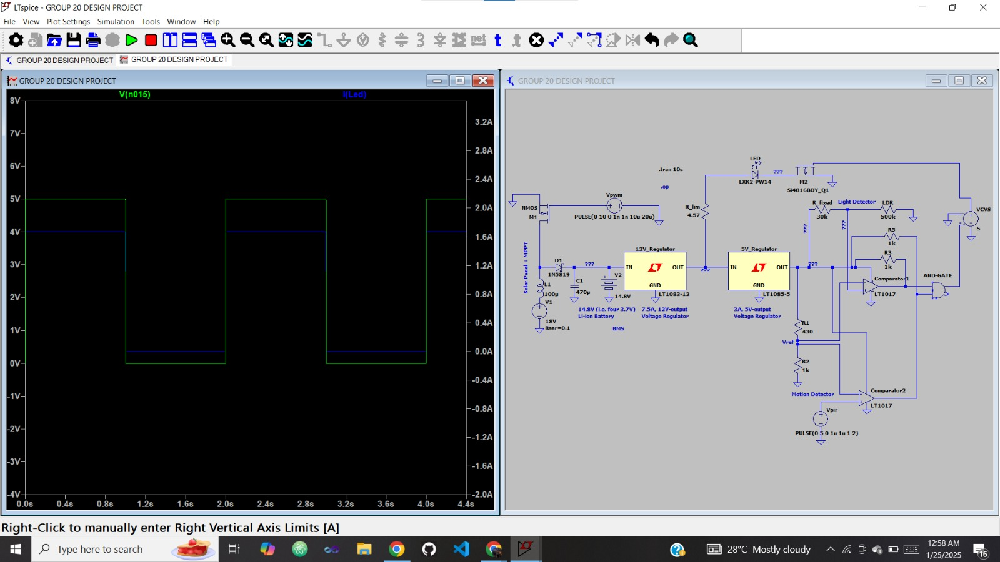 LTspice - GROUP 20 DESIGN PROJECT
File View Plot Settings Simulation Tools Window Help
GROUP 20 DESIGN PROJECT GROUP 20 DESIGN PROJECT
GROUP 20 DESIGN PROJECT
V(n015) I(Led)
8V
7V
6V
5V
4V
3V
2V
1V
0V
-1V
-2V
-3V
-4V
3.2A
2.8A
2.4A
2.0A
1.6A
1.2A
0.8A
0.4A
0.0A
-0.4A
-0.8A
-1.2A
-1.6A
-2.0A
0.0s 0.4s 0.8s 1.2s 1.6s 2.0s 2.4s 2.8s 3.2s 3.6s 4.0s 4.4s
GROUP 20 DESIGN PROJECT
.tran 10s
.op
LED
LXK2-PW14
???
M2
Si4816BDY_Q1
NMOS
M1
Vpwm
PULSE(0 10 0 1n 1n 10u 20u)
R_lim
4.57
R_fixed
30k
Light Detector
LDR
500k
???
???
VCVS
5
R5
1k
R3
1k
Solar Panel + MPPT
D1
1N5819
???
L1
100µ
V1
18V
Rser=0.1
C1
470µ
V2
14.8V
14.8V (i.e. four 3.7V)
Li-ion Battery
BMS
12V_Regulator
IN OUT
GND
LT1083-12
7.5A, 12V-output
Voltage Regulator
???
5V_Regulator
IN OUT
GND
LT1085-5
3A, 5V-output
Voltage Regulator
???
Comparator1
LT1017
AND-GATE
R1
430
Vref
R2
1k
Motion Detector
Comparator2
LT1017
Vpir
PULSE(0 5 0 1u 1u 1 2)
Right-Click to manually enter Right Vertical Axis Limits [A]
Type here to search
28°C Mostly cloudy
12:58 AM
1/25/2025
16
net